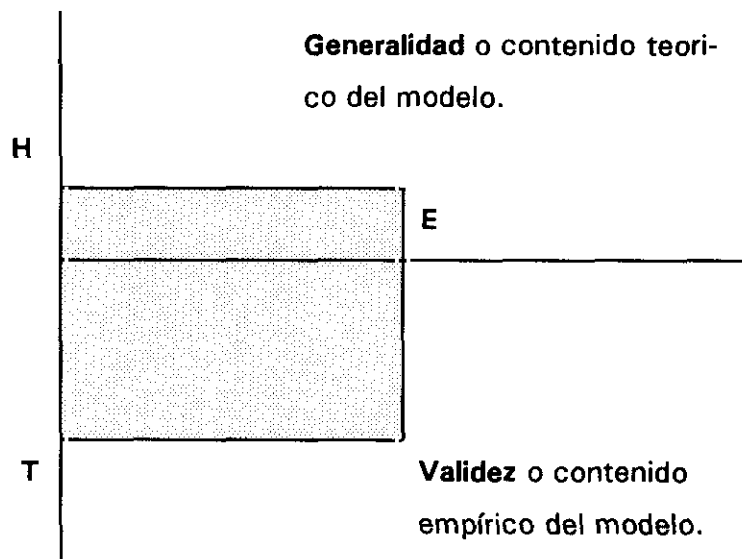 Generalidad o contenido teori-
co del modelo.
H
E
T
Validez o contenido
empírico del modelo.